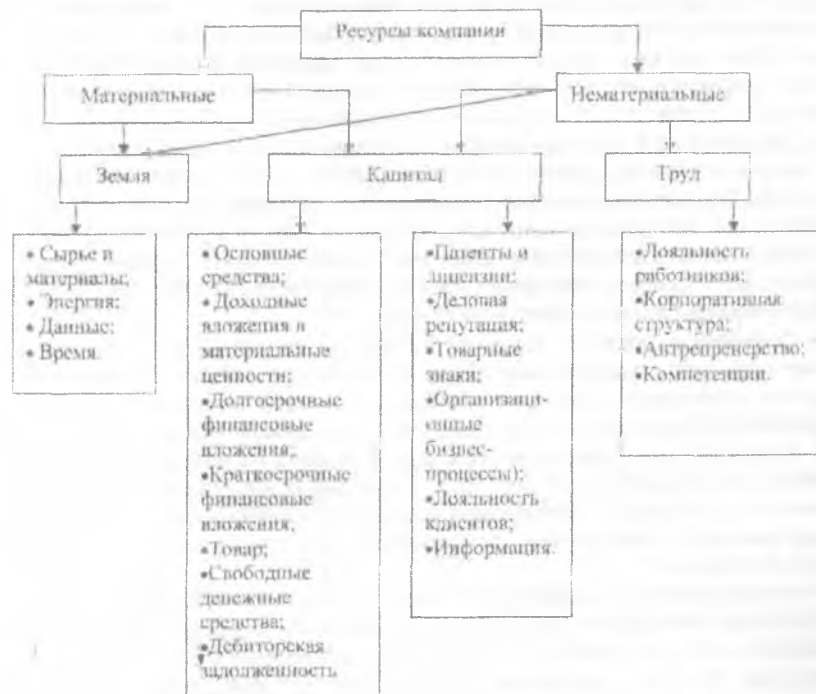 Ресурсы компании
Материальные
Нематериальные
Земля
Капитал
Труд
• Сырье и
материалы;
• Энергия;
• Данные;
• Время.
• Основные
средства;
• Доходные
вложения в
материальные
ценности;
•Долгосрочные
финансовые
вложения;
•Краткосрочные
финансовые
вложения;
•Товар;
•Свободные
денежные
средства;
•Дебиторская
задолженность
•Патенты и
лицензии;
•Деловая
репутация;
•Товарные
знаки;
•Организаци-
онные
бизнес-
процессы);
•Лояльность
клиентов;
•Информация.
•Лояльность
работников;
•Корпоративная
структура;
•Антрепренерство;
•Компетенции.